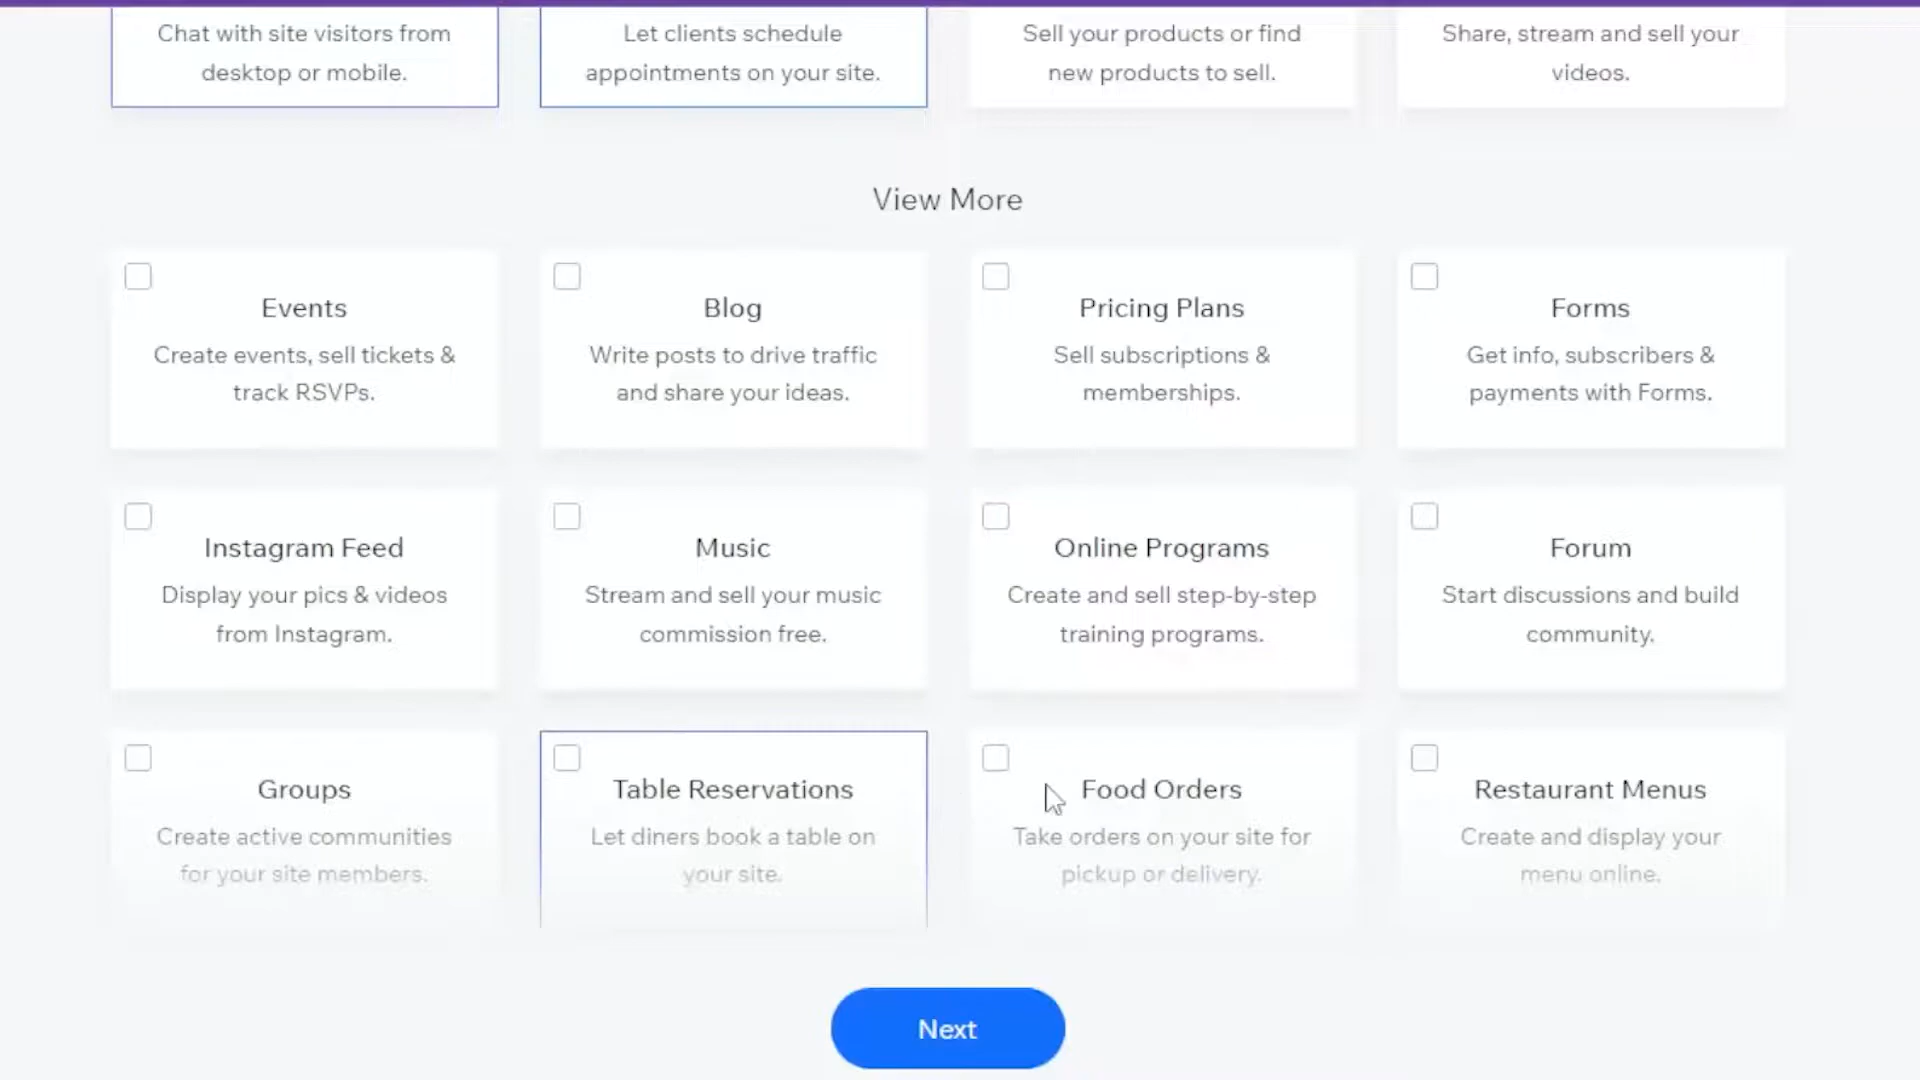 Chat with site visitors from
desktop or mobile.
Let clients schedule
appointments on your site.
Sell your products or find
new products to sell.
Share, stream and sell your
videos.
View More
Events
Create events, sell tickets &
track RSVPs.
Blog
Write posts to drive traffic
and share your ideas.
Pricing Plans
Sell subscriptions &
memberships.
Forms
Get info, subscribers &
payments with Forms.
Instagram Feed
Display your pics & videos
from Instagram.
Music
Stream and sell your music
commission free.
Online Programs
Create and sell step-by-step
training programs.
Forum
Start discussions and build
community.
Groups
Create active communities
for your site members.
Table Reservations
Let diners book a table on
your site.
Food Orders
Take orders on your site for
pickup or delivery.
Restaurant Menus
Create and display your
menu online.
Next